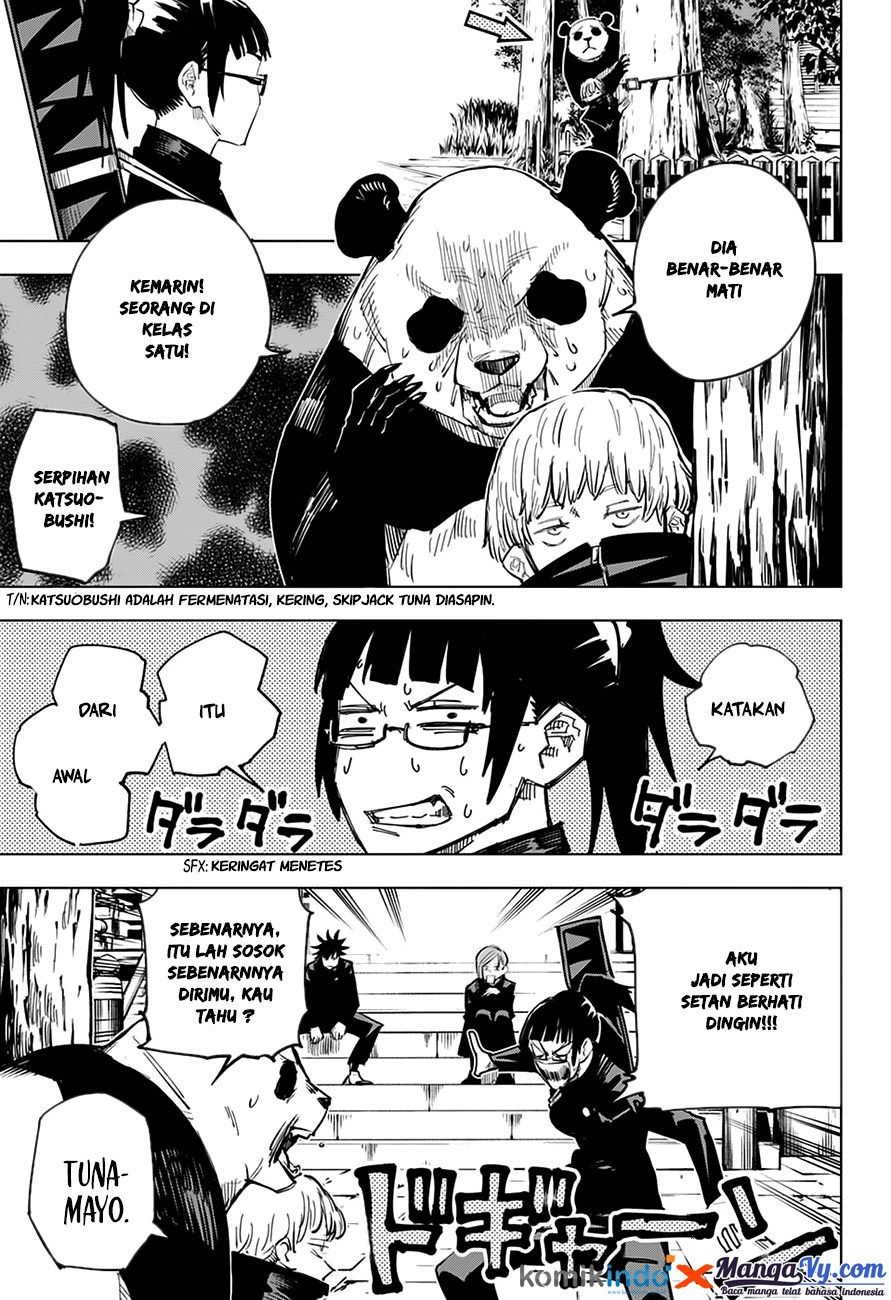 DIA
BENAR-BENAR
MATI
KEMARIN!
SEORANG DI
KELAS
SATU!
SERPIHAN
KATSUO-
BUSHI!
T/N: KATSUOBUSHI ADALAH FERMENATASI, KERING, SKIPJACK TUNA DIASAPIN.
KATAKAN
ITU
DARI
AWAL
ダラダラ
ダラダラ
SFX: KERINGAT MENETES
AKU
JADI SEPERTI
SETAN BERHATI
DINGIN!!!
SEBENARNYA,
ITU LAH SOSOK
SEBENARNNYA
DIRIMU, KAU
TAHU ?
TUNA-
MAYO.
ドギャーン
komikindo X MangaVy.com
Baca manga telat bahasa indonesia